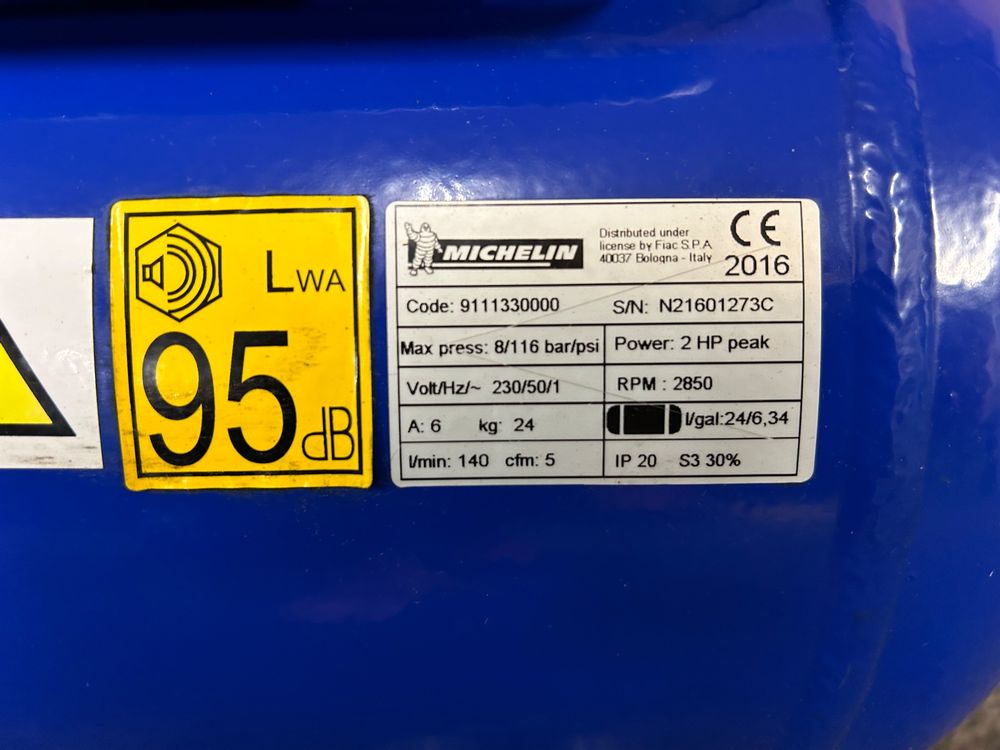 LWA
95 dB
MICHELIN
Distributed under
license by Fiac S.P.A
40037 Bologna - Italy
CE
2016
Code: 9111330000
S/N: N21601273C
Max press: 8/116 bar/psi
Power: 2 HP peak
Volt/Hz/~ 230/50/1
RPM : 2850
A: 6 kg: 24
l/gal:24/6,34
l/min: 140 cfm: 5
IP 20 S3 30%